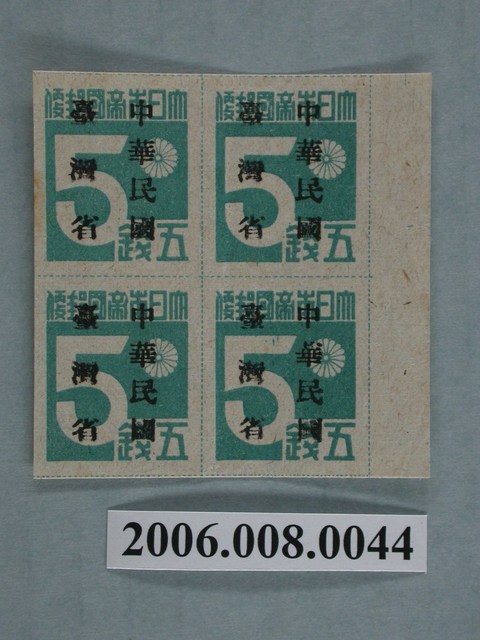 大日本帝國郵便
中華民國
臺灣省
5
五錢
大日本帝國郵便
中華民國
臺灣省
5
五錢
大日本帝國郵便
中華民國
臺灣省
5
五錢
大日本帝國郵便
中華民國
臺灣省
5
五錢
2006.008.0044